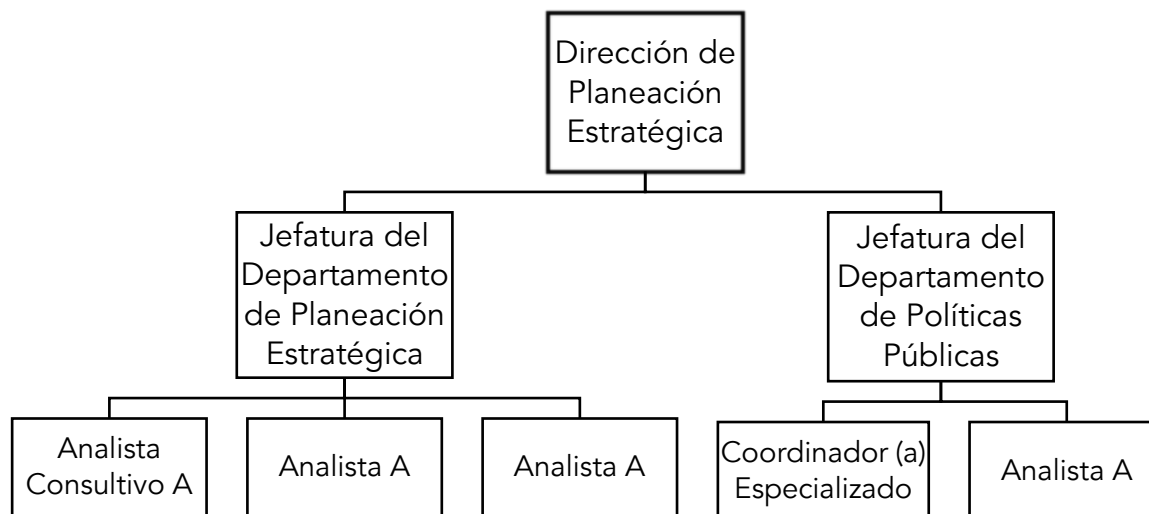 Dirección de
Planeación
Estratégica
Jefatura del
Departamento
de Planeación
Estratégica
Jefatura del
Departamento
de Políticas
Públicas
Analista
Consultivo A
Analista A
Analista A
Coordinador (a)
Especializado
Analista A